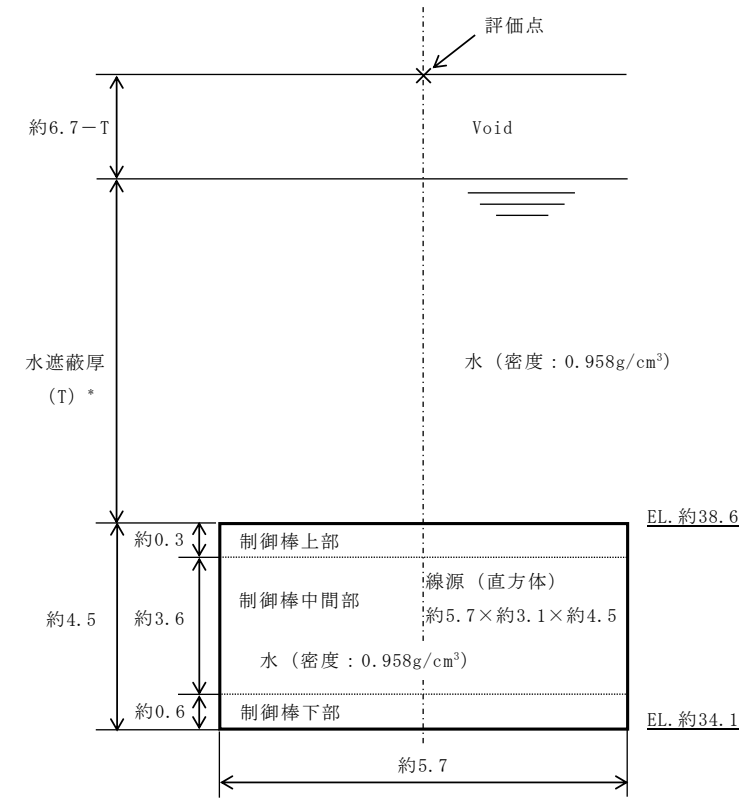 評価点
約6.7－T
Void
水遮蔽厚
（T）*
水（密度：0.958g/cm³）
EL.約38.6
約0.3
制御棒上部
線源（直方体）
制御棒中間部
約5.7×約3.1×約4.5
約4.5
約3.6
水（密度：0.958g/cm³）
約0.6
制御棒下部
EL.約34.1
約5.7